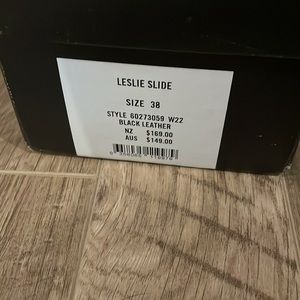 LESLIE SLIDE
SIZE 38
STYLE 60273059 W22
BLACK LEATHER
NZ $169.00
AUS $149.00